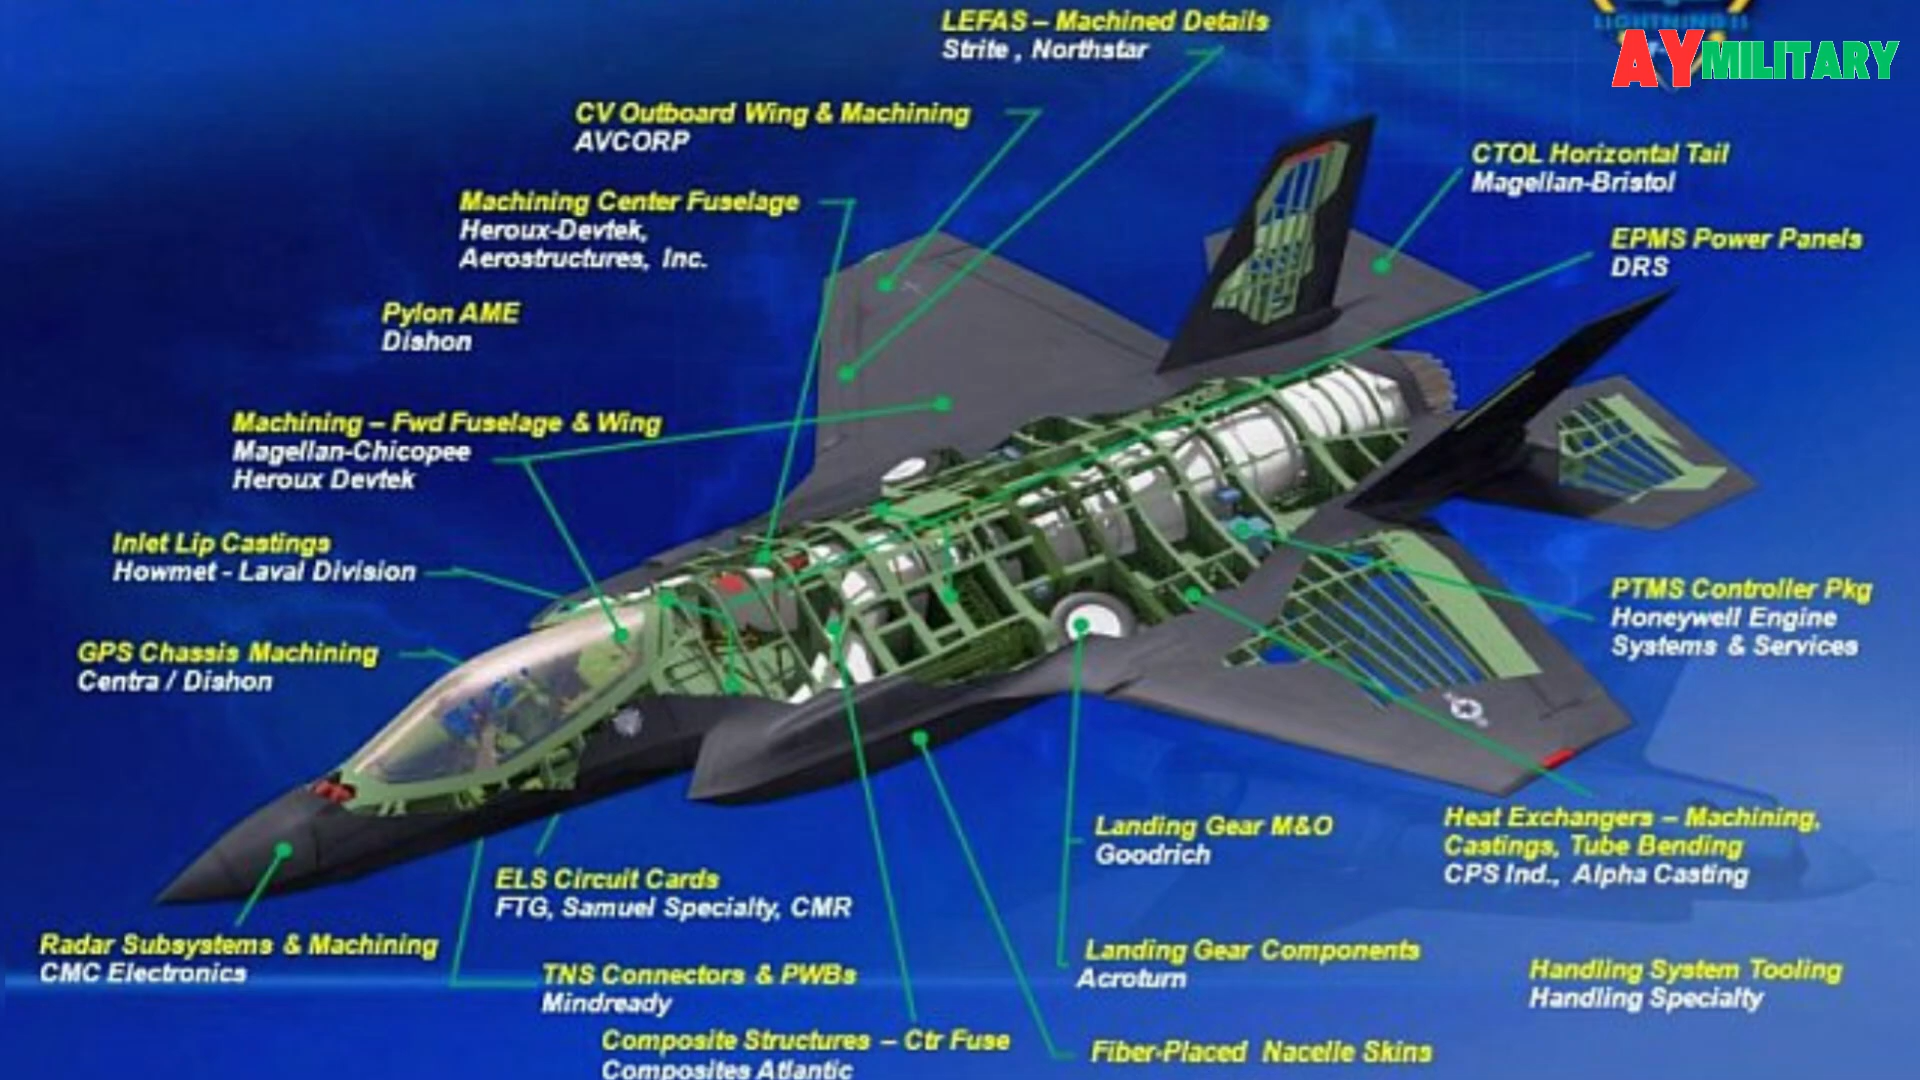 LIGHTNING II
AY MILITARY
LEFAS – Machined Details
Strite , Northstar
CV Outboard Wing & Machining
AVCORP
CTOL Horizontal Tail
Magellan-Bristol
Machining Center Fuselage
Heroux-Devtek,
Aerostructures, Inc.
EPMS Power Panels
DRS
Pylon AME
Dishon
Machining – Fwd Fuselage & Wing
Magellan-Chicopee
Heroux Devtek
Inlet Lip Castings
Howmet - Laval Division
PTMS Controller Pkg
Honeywell Engine
Systems & Services
GPS Chassis Machining
Centra / Dishon
Landing Gear M&O
Goodrich
Heat Exchangers – Machining,
Castings, Tube Bending
CPS Ind., Alpha Casting
ELS Circuit Cards
FTG, Samuel Specialty, CMR
Radar Subsystems & Machining
CMC Electronics
TNS Connectors & PWBs
Mindready
Landing Gear Components
Acroturn
Handling System Tooling
Handling Specialty
Composite Structures – Ctr Fuse
Composites Atlantic
Fiber-Placed Nacelle Skins